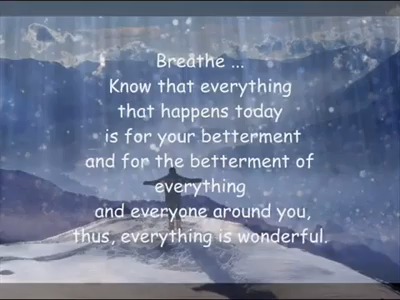 Breathe ...
Know that everything
that happens today
is for your betterment
and for the betterment of
everything
and everyone around you,
thus, everything is wonderful.